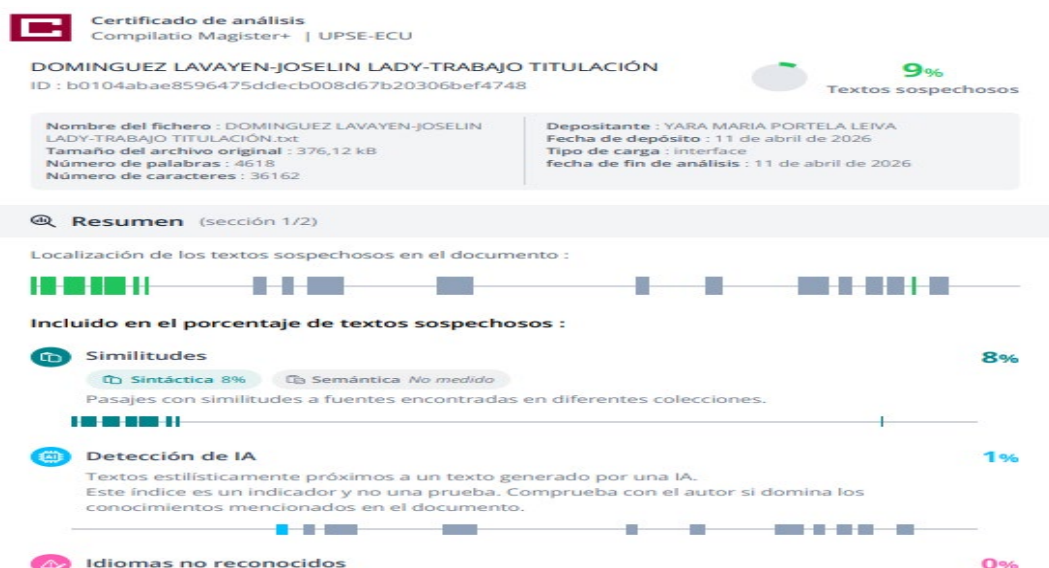 Certificado de análisis
Compilatio Magister+ | UPSE-ECU
DOMINGUEZ LAVAYEN-JOSELIN LADY-TRABAJO TITULACIÓN
ID : b0104abae8596475ddecb008d67b20306bef4748
9%
Textos sospechosos
Nombre del fichero : DOMINGUEZ LAVAYEN-JOSELIN
LADY-TRABAJO TITULACIÓN.txt
Tamaño del archivo original : 376,12 kB
Número de palabras : 4618
Número de caracteres : 36162
Depositante : YARA MARIA PORTELA LEIVA
Fecha de depósito : 11 de abril de 2026
Tipo de carga : interface
fecha de fin de análisis : 11 de abril de 2026
Resumen (sección 1/2)
Localización de los textos sospechosos en el documento :
Incluido en el porcentaje de textos sospechosos :
Similitudes 8%
Sintáctica 8% Semántica No medido
Pasajes con similitudes a fuentes encontradas en diferentes colecciones.
AI
Detección de IA 1%
Textos estilísticamente próximos a un texto generado por una IA.
Este índice es un indicador y no una prueba. Comprueba con el autor si domina los
conocimientos mencionados en el documento.
Idiomas no reconocidos 0%